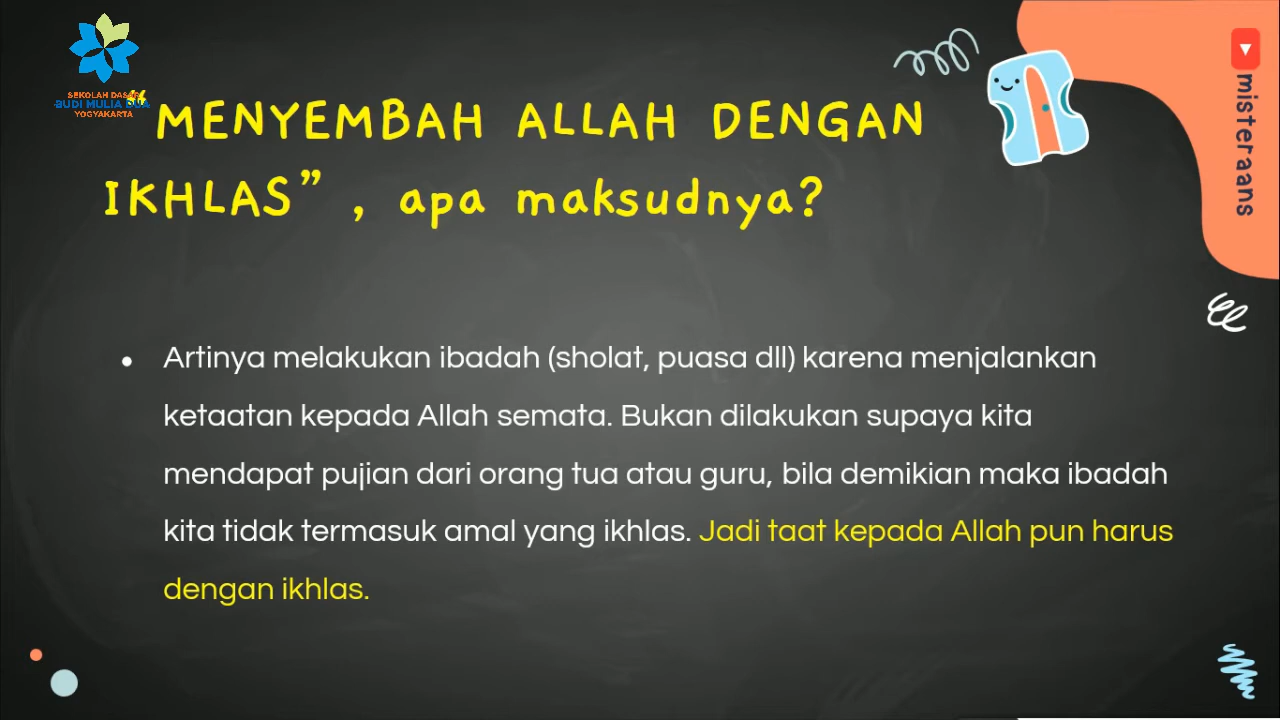 SEKOLAH DASAR
BUDI MULIA DUA
YOGYAKARTA
“MENYEMBAH ALLAH DENGAN
IKHLAS” , apa maksudnya?
misteraans
• Artinya melakukan ibadah (sholat, puasa dll) karena menjalankan
ketaatan kepada Allah semata. Bukan dilakukan supaya kita
mendapat pujian dari orang tua atau guru, bila demikian maka ibadah
kita tidak termasuk amal yang ikhlas. Jadi taat kepada Allah pun harus
dengan ikhlas.